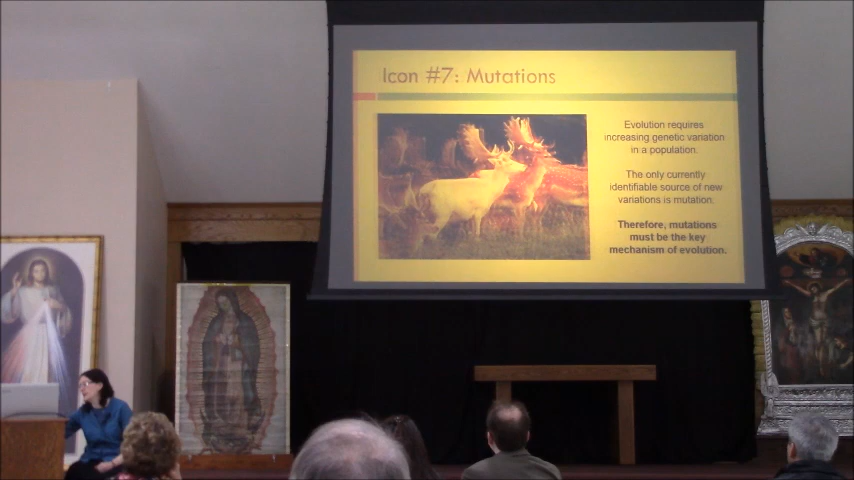 Icon #7: Mutations
Evolution requires
increasing genetic variation
in a population.
The only currently
identifiable source of new
variations is mutation.
Therefore, mutations
must be the key
mechanism of evolution.